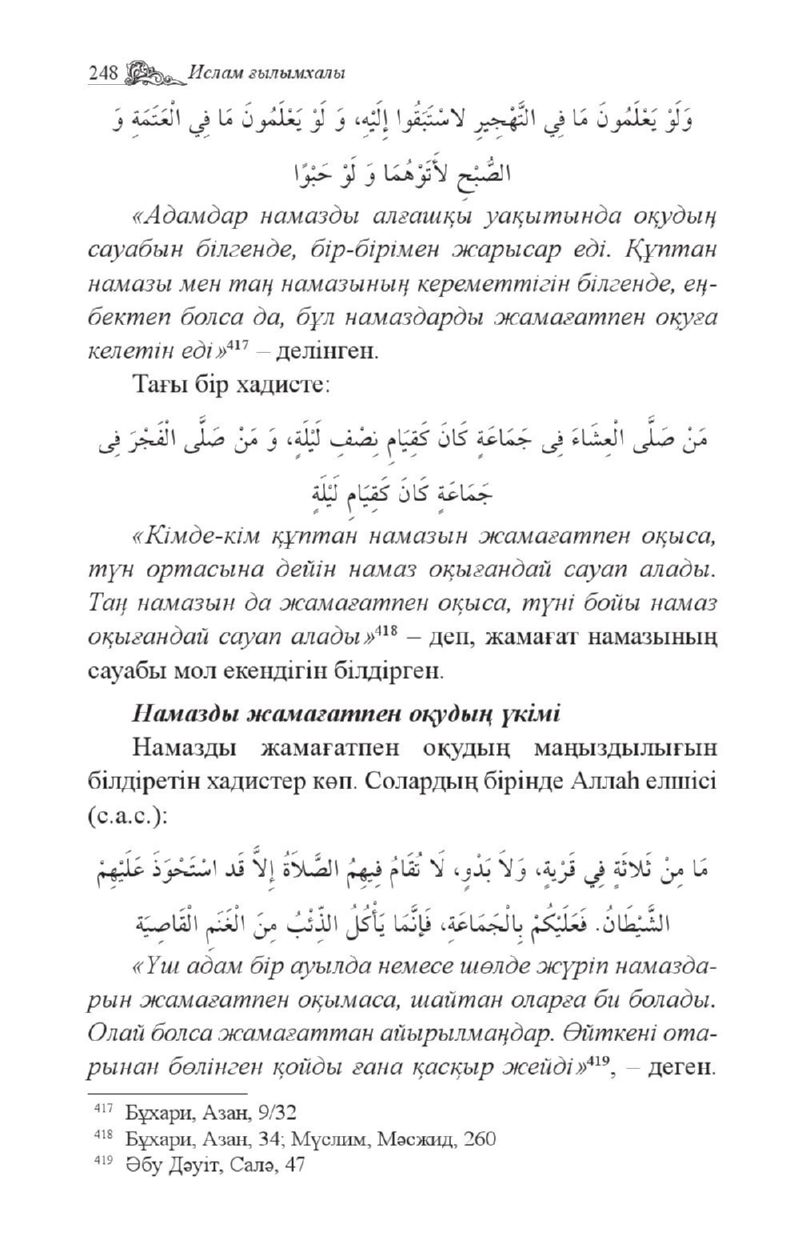 248 Ислам ғылымхалы
وَلَوْ يَعْلَمُونَ مَا فِي التَّهْجِيرِ لاسْتَبَقُوا إِلَيْهِ، وَ لَوْ يَعْلَمُونَ مَا فِي الْعَتَمَةِ وَ
الصُّبْحِ لأَتَوْهُمَا وَ لَوْ حَبْوًا
«Адамдар намазды алғашқы уақытында оқудың
сауабын білгенде, бір-бірімен жарысар еді. Құптан
намазы мен таң намазының кереметтігін білгенде, ең-
бектеп болса да, бұл намаздарды жамағатпен оқуға
келетін еді»⁴¹⁷ – делінген.
Тағы бір хадисте:
مَنْ صَلَّى الْعِشَاءَ فِى جَمَاعَةٍ كَانَ كَقِيَامِ نِصْفِ لَيْلَةٍ، وَ مَنْ صَلَّى الْفَجْرَ فِى
جَمَاعَةٍ كَانَ كَقِيَامِ لَيْلَةٍ
«Кімде-кім құптан намазын жамағатпен оқыса,
түн ортасына дейін намаз оқығандай сауап алады.
Таң намазын да жамағатпен оқыса, түні бойы намаз
оқығандай сауап алады»⁴¹⁸ – деп, жамағат намазының
сауабы мол екендігін білдірген.
Намазды жамағатпен оқудың үкімі
Намазды жамағатпен оқудың маңыздылығын
білдіретін хадистер көп. Солардың бірінде Аллаһ елшісі
(с.а.с.):
مَا مِنْ ثَلاثَةٍ فِي قَرْيَةٍ، وَلاَ بَدْوٍ، لَا تُقَامُ فِيهِمُ الصَّلاَةُ إِلاَّ قَد اسْتَحْوَذَ عَلَيْهِمْ
الشَّيْطَانُ. فَعَلَيْكُمْ بِالْجَمَاعَةِ، فَإِنَّمَا يَأْكُلُ الذِّئْبُ مِنَ الْغَنَمِ الْقَاصِيَة
«Үш адам бір ауылда немесе шөлде жүріп намазда-
рын жамағатпен оқымаса, шайтан оларға би болады.
Олай болса жамағаттан айырылмаңдар. Өйткені ота-
рынан бөлінген қойды ғана қасқыр жейді»⁴¹⁹, – деген.
⁴¹⁷ Бұхари, Азан, 9/32
⁴¹⁸ Бұхари, Азан, 34; Мүслим, Мәсжид, 260
⁴¹⁹ Әбу Дәуіт, Салә, 47